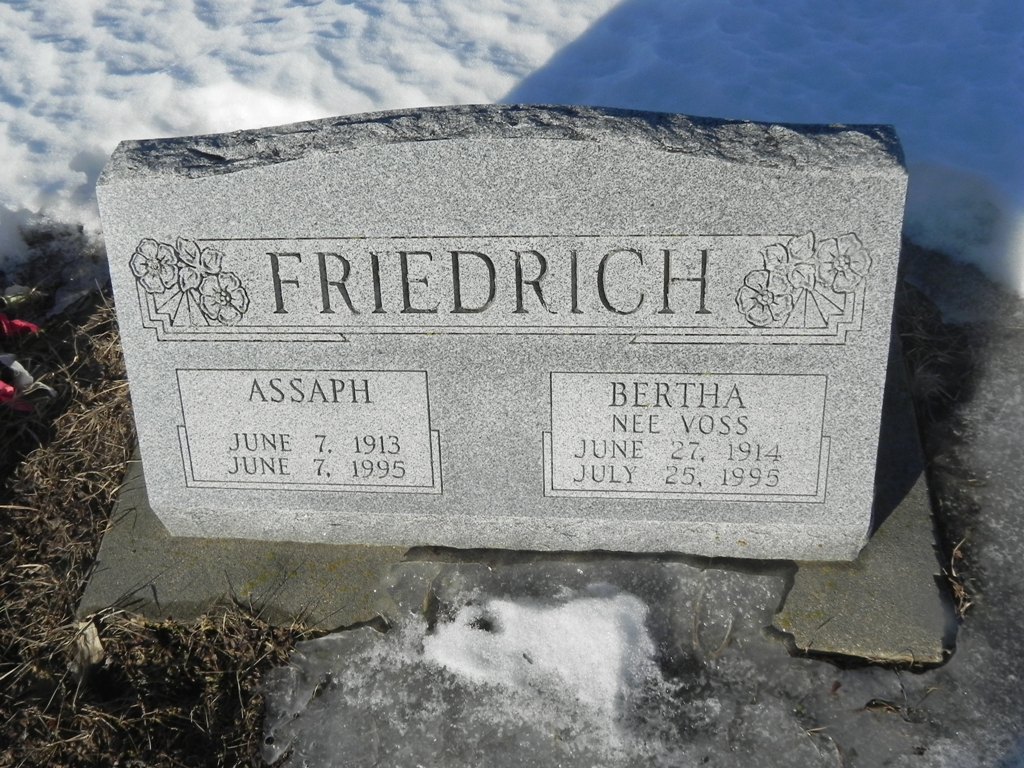 FRIEDRICH
ASSAPH
JUNE 7, 1913
JUNE 7, 1995
BERTHA
NEE VOSS
JUNE 27, 1914
JULY 25, 1995